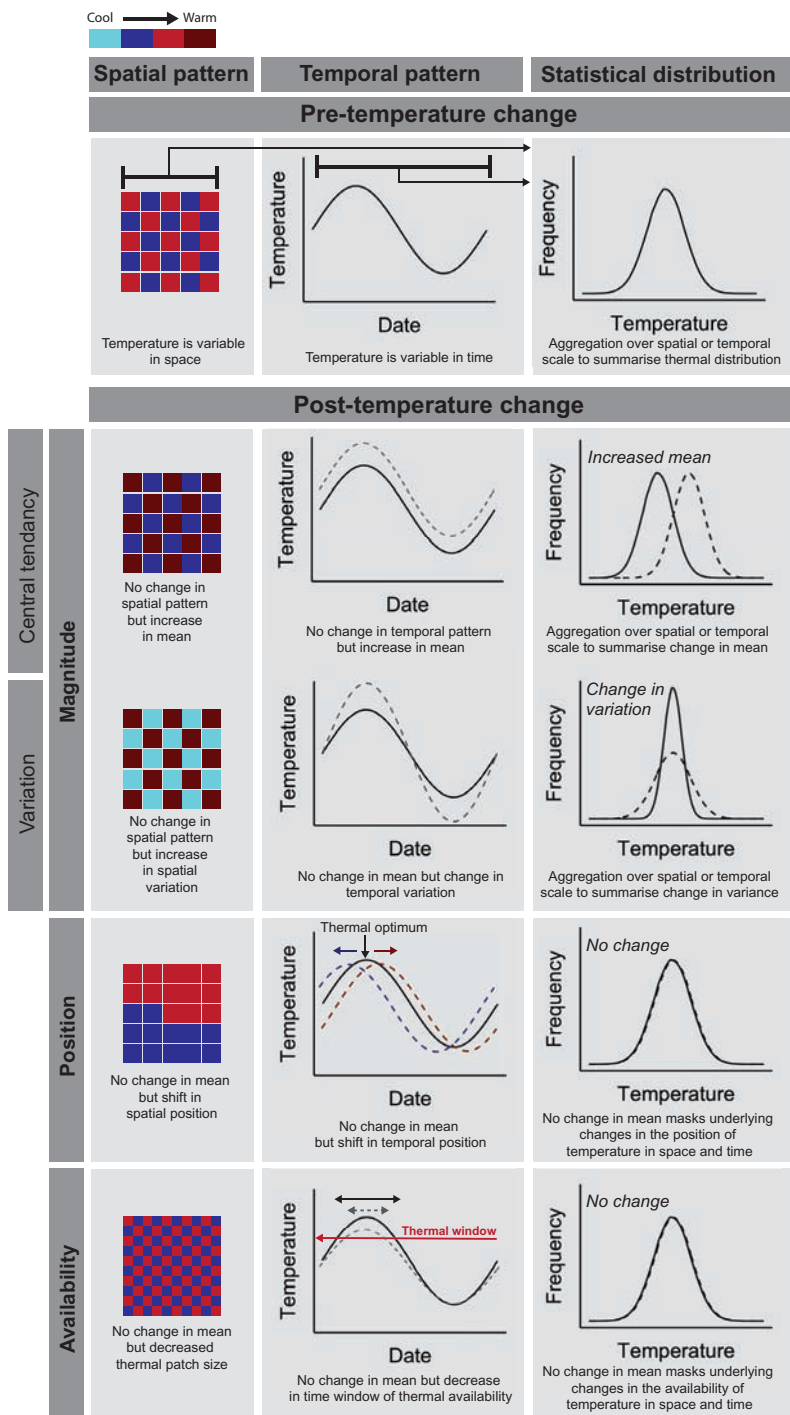 Cool Warm
Spatial pattern
Temporal pattern
Statistical distribution
Pre-temperature change
Temperature is variable
in space
Temperature
Date
Temperature is variable in time
Frequency
Temperature
Aggregation over spatial or temporal
scale to summarise thermal distribution
Post-temperature change
Central tendancy
Magnitude
No change in
spatial pattern
but increase
in mean
Temperature
Date
No change in temporal pattern
but increase in mean
Increased mean
Frequency
Temperature
Aggregation over spatial or temporal
scale to summarise change in mean
Variation
No change in
spatial pattern
but increase
in spatial
variation
Temperature
Date
No change in mean but change in
temporal variation
Change in
variation
Frequency
Temperature
Aggregation over spatial or temporal
scale to summarise change in variance
Position
No change in mean
but shift in
spatial position
Thermal optimum
Temperature
Date
No change in mean
but shift in temporal position
No change
Frequency
Temperature
No change in mean masks underlying
changes in the position of
temperature in space and time
Availability
No change in mean
but decreased
thermal patch size
Thermal window
Temperature
Date
No change in mean but decrease
in time window of thermal availability
No change
Frequency
Temperature
No change in mean masks underlying
changes in the availability of
temperature in space and time